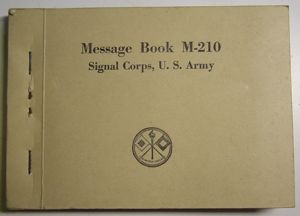 Message Book M-210
Signal Corps, U. S. Army